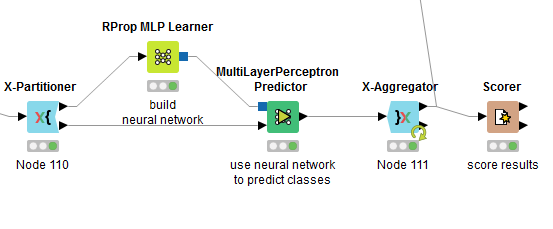 RProp MLP Learner
X-Partitioner
MultiLayerPerceptron
Predictor
X-Aggregator
Scorer
X{
}X
build
neural network
Node 110
use neural network
to predict classes
Node 111
score results